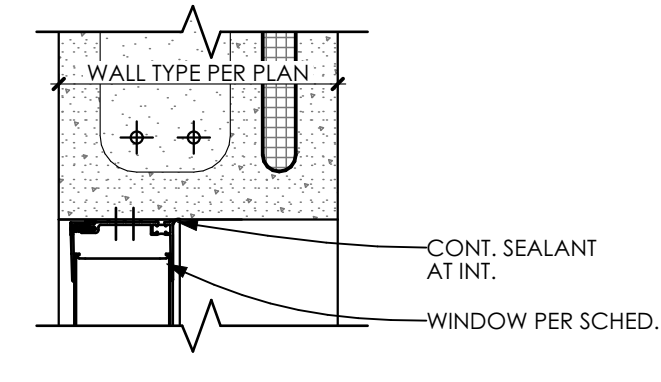 WALL TYPE PER PLAN
CONT. SEALANT
AT INT.
WINDOW PER SCHED.